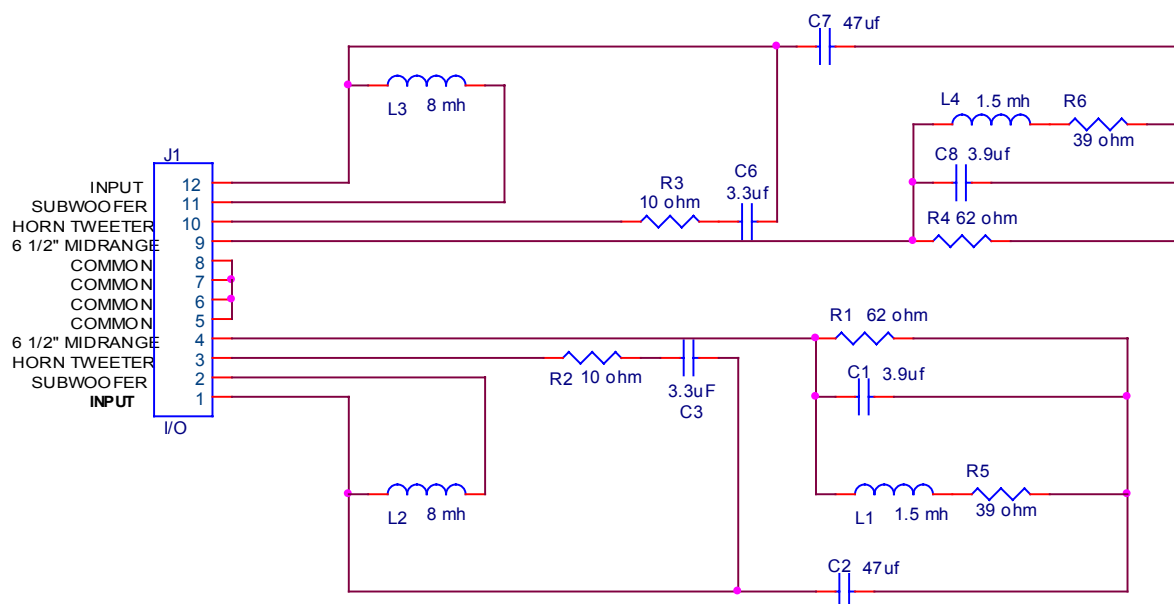 C7 47uf
L3 8 mh
L4 1.5 mh R6
39 ohm
C8 3.9uf
J1
R3
10 ohm
C6
3.3uf
R4 62 ohm
INPUT 12
SUBWOOFER 11
HORN TWEETER 10
6 1/2" MIDRANGE 9
COMMON 8
COMMON 7
COMMON 6
COMMON 5
6 1/2" MIDRANGE 4
HORN TWEETER 3
SUBWOOFER 2
INPUT 1
I/O
R1 62 ohm
R2 10 ohm
3.3uF
C3
C1 3.9uf
R5
L1 1.5 mh 39 ohm
L2 8 mh
C2 47uf